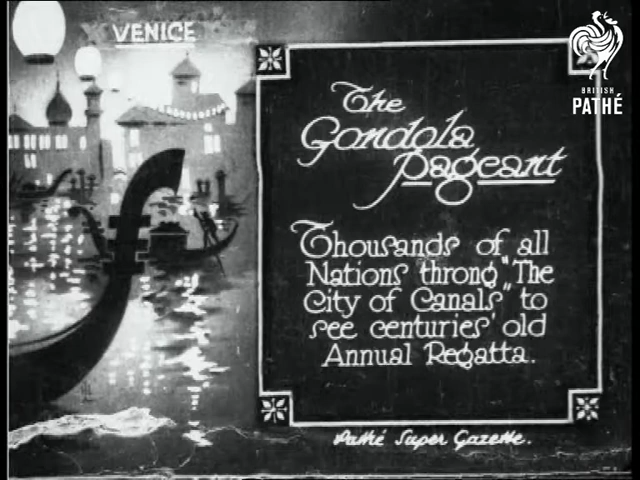 VENICE
The
Gondola
Pageant
Thousands of all
Nations throng "The
City of Canals" to
see centuries' old
Annual Regatta.
Pathé Super Gazette.
BRITISH
PATHÉ